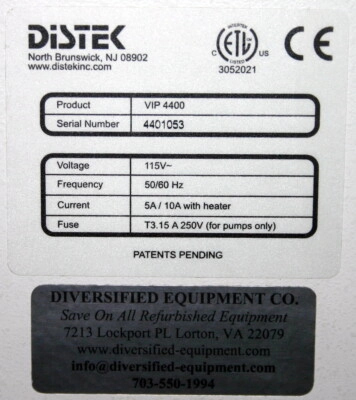 DISTEK
North Brunswick, NJ 08902
www.distekinc.com
INTERTEK
C ETL US
LISTED
3052021
CE
Product VIP 4400
Serial Number 4401053
Voltage 115V~
Frequency 50/60 Hz
Current 5A / 10A with heater
Fuse T3.15 A 250V (for pumps only)
PATENTS PENDING
DIVERSIFIED EQUIPMENT CO.
Save On All Refurbished Equipment
7213 Lockport PL Lorton, VA 22079
www.diversified-equipment.com
info@diversified-equipment.com
703-550-1994